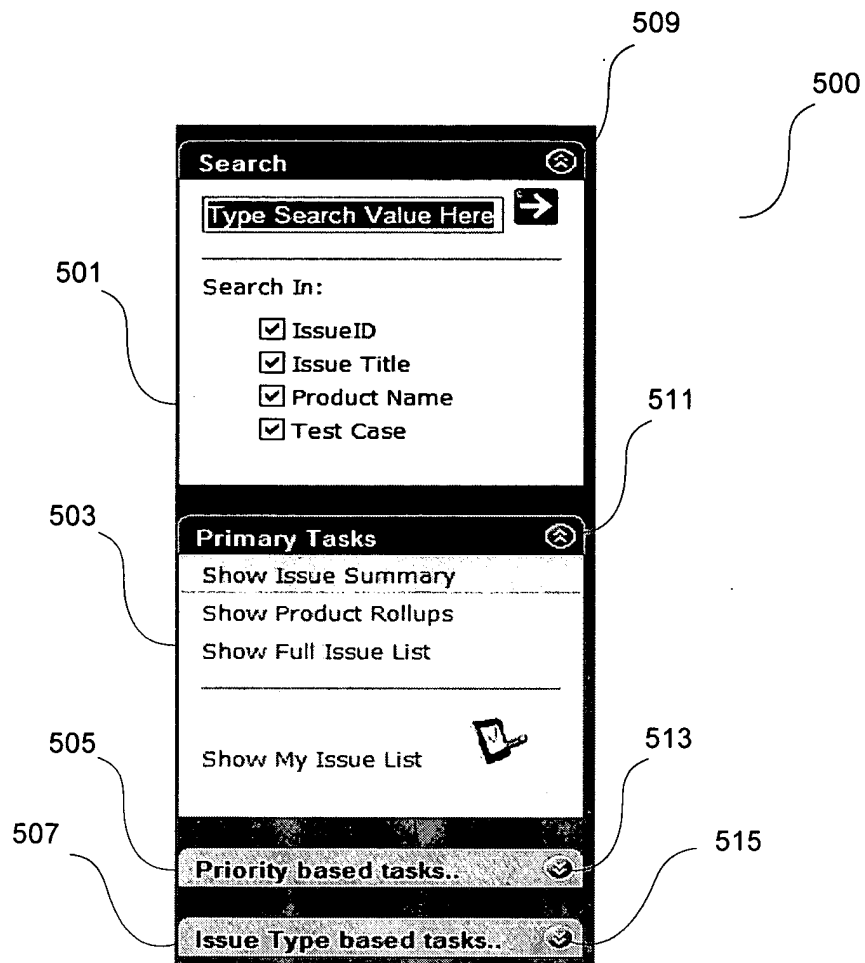 509
500
Search
Type Search Value Here
501
Search In:
IssueID
Issue Title
Product Name
Test Case
511
503
Primary Tasks
Show Issue Summary
Show Product Rollups
Show Full Issue List
505
Show My Issue List
513
507
515
Priority based tasks..
Issue Type based tasks..